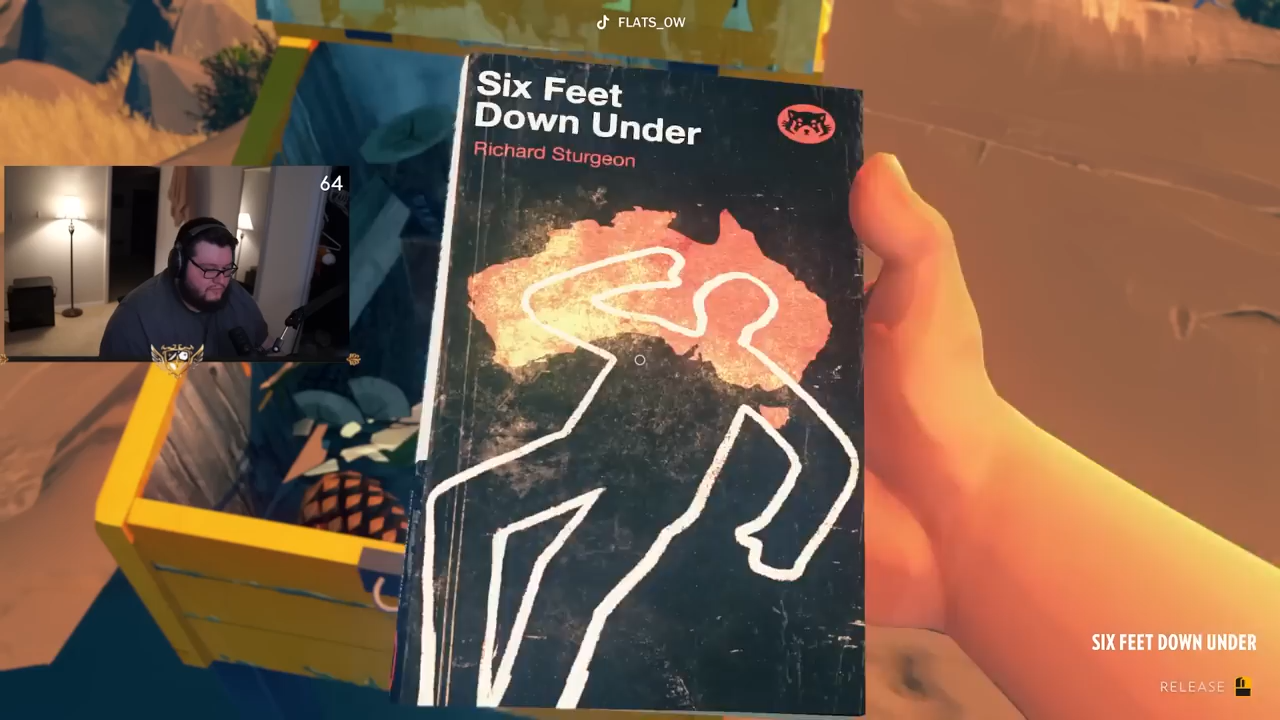 FLATS_OW
Six Feet
Down Under
Richard Sturgeon
64
SIX FEET DOWN UNDER
RELEASE